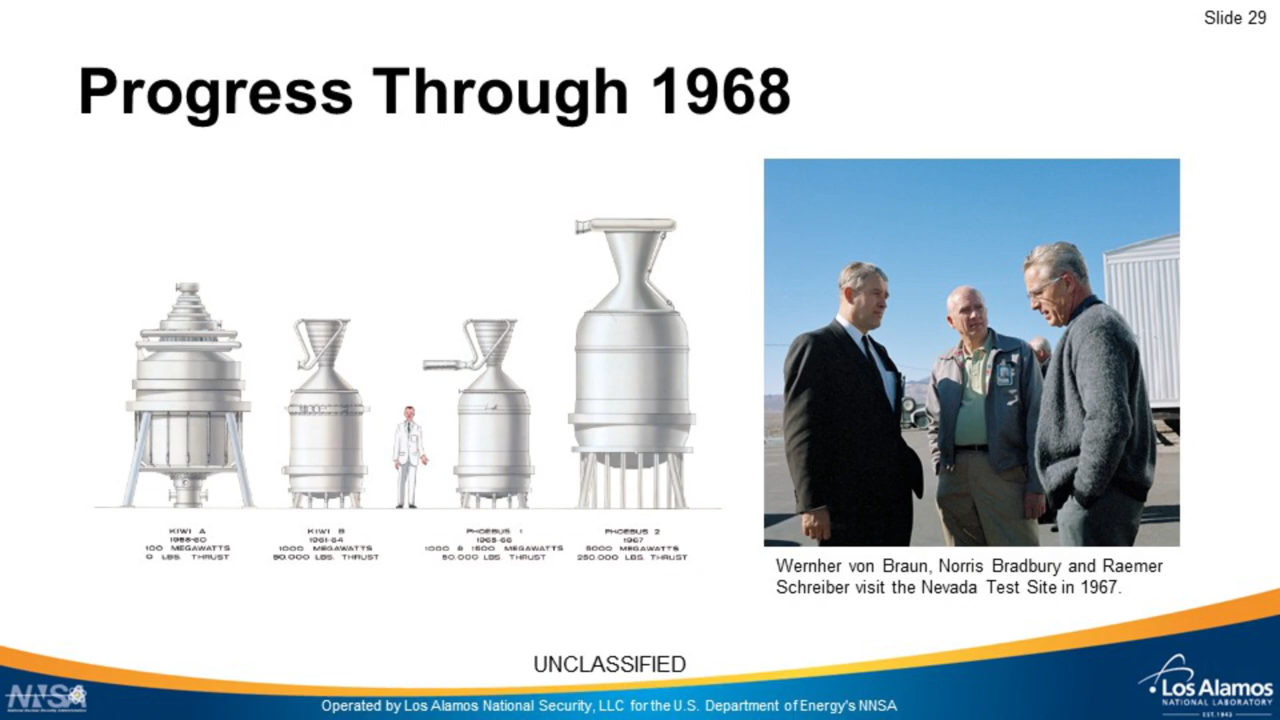 Slide 29
Progress Through 1968
KIWI A
1958-60
100 MEGAWATTS
0 LBS. THRUST
KIWI B
1961-64
1000 MEGAWATTS
50,000 LBS. THRUST
PHOEBUS 1
1965-66
1000 & 1500 MEGAWATTS
50,000 LBS. THRUST
PHOEBUS 2
1967
5000 MEGAWATTS
250,000 LBS. THRUST
Wernher von Braun, Norris Bradbury and Raemer
Schreiber visit the Nevada Test Site in 1967.
UNCLASSIFIED
NNSA
National Nuclear Security Administration
Operated by Los Alamos National Security, LLC for the U.S. Department of Energy's NNSA
Los Alamos
NATIONAL LABORATORY
EST. 1943